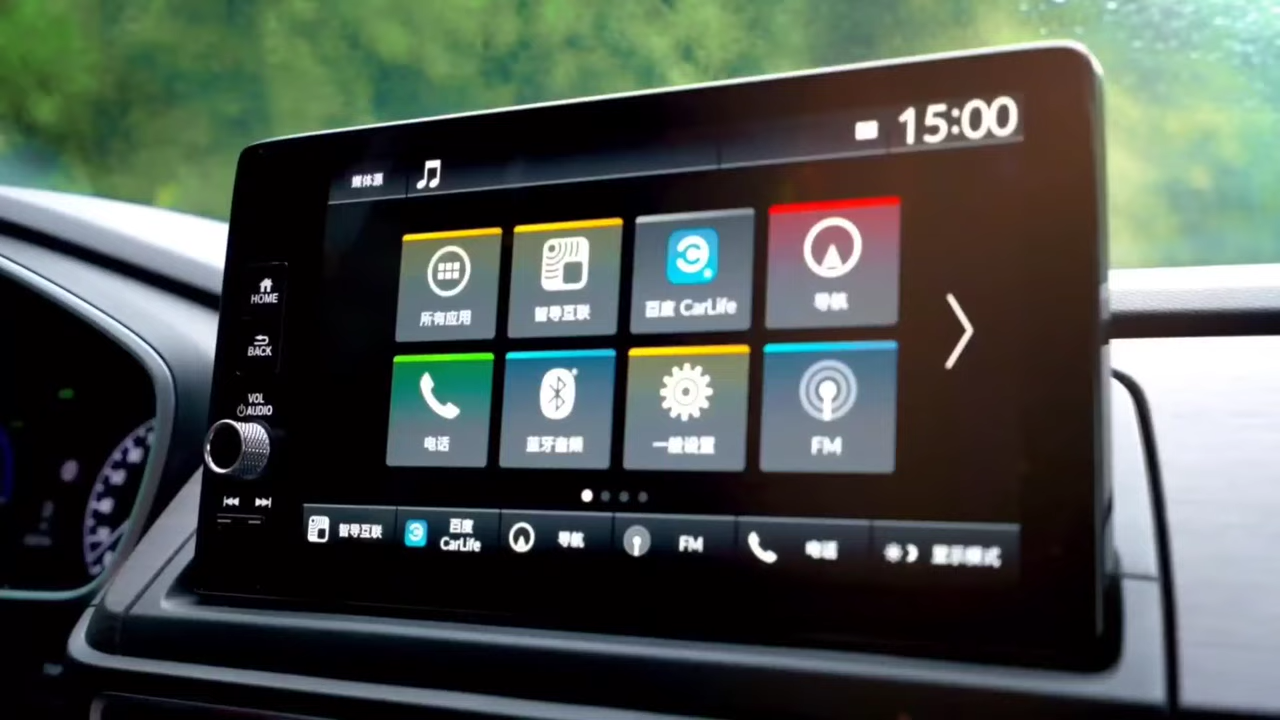 15:00
媒体源
所有应用
智导互联
百度 CarLife
导航
HOME
BACK
VOL
AUDIO
电话
蓝牙音频
一般设置
FM
智导互联
百度
CarLife
导航
FM
电话
显示模式